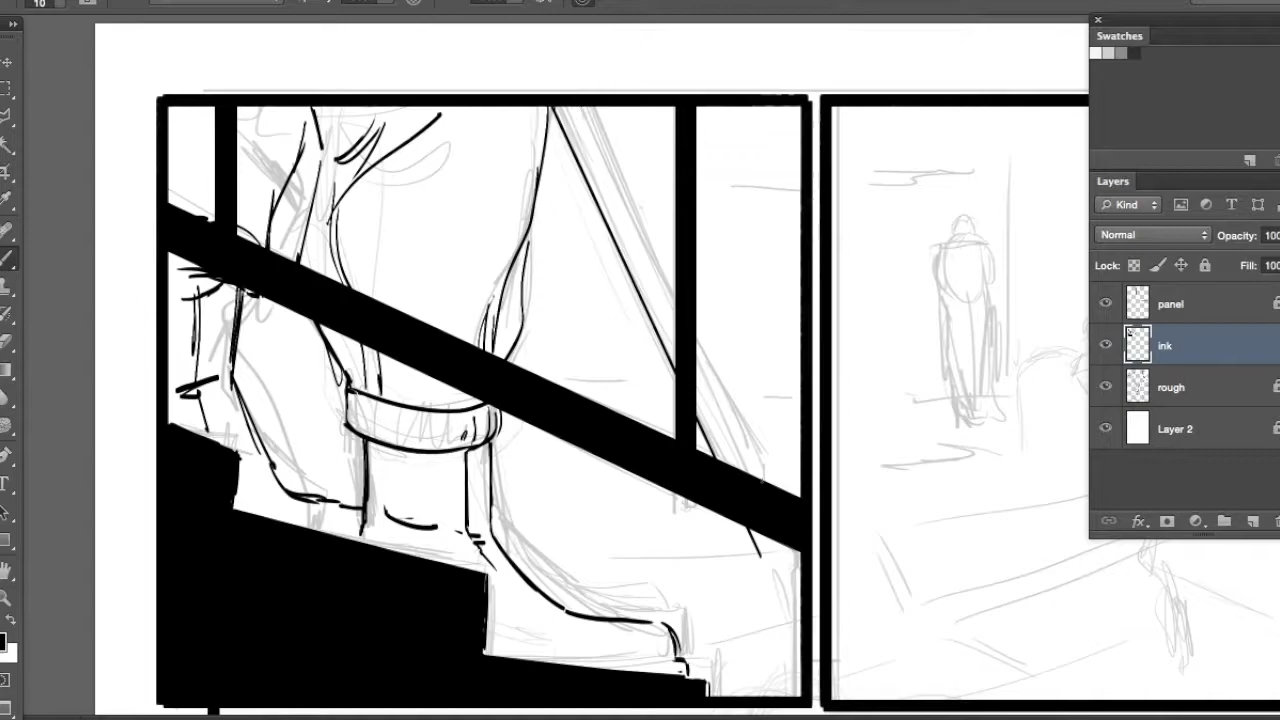 10
Swatches
Layers
Kind
Normal
Opacity: 100
Lock:
Fill: 100
panel
ink
rough
Layer 2